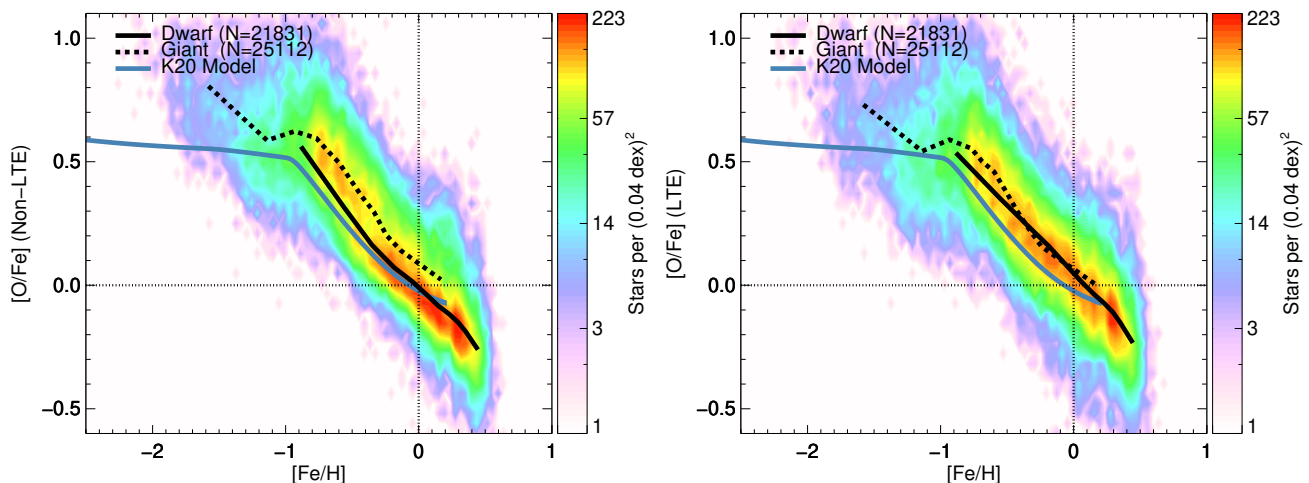 Dwarf (N=21831)
Giant (N=25112)
K20 Model
1.0
0.5
0.0
−0.5
[O/Fe] (Non−LTE)
−2
−1
0
1
[Fe/H]
223
57
14
3
1
Stars per (0.04 dex)²
Dwarf (N=21831)
Giant (N=25112)
K20 Model
1.0
0.5
0.0
−0.5
[O/Fe] (LTE)
−2
−1
0
1
[Fe/H]
223
57
14
3
1
Stars per (0.04 dex)²